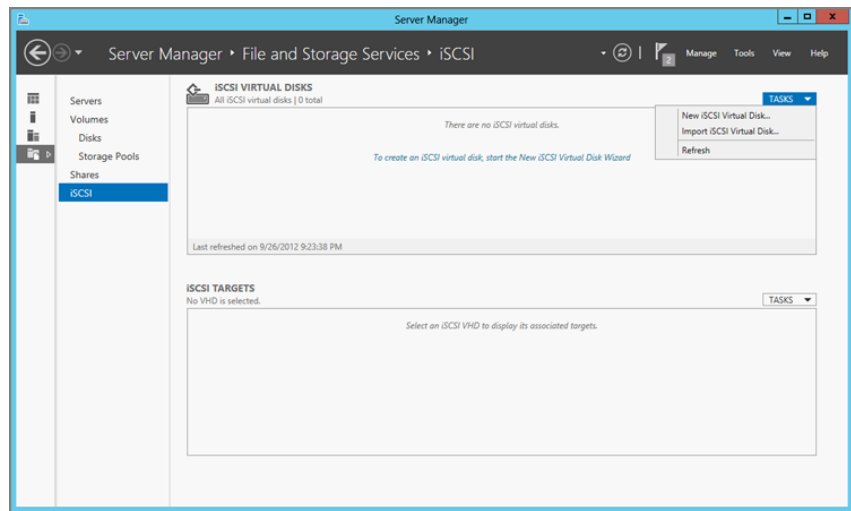 Server Manager
Server Manager ‣ File and Storage Services ‣ iSCSI
2
Manage Tools View Help
Servers
Volumes
Disks
Storage Pools
Shares
iSCSI
iSCSI VIRTUAL DISKS
All iSCSI virtual disks | 0 total
TASKS
New iSCSI Virtual Disk...
Import iSCSI Virtual Disk...
Refresh
There are no iSCSI virtual disks.
To create an iSCSI virtual disk, start the New iSCSI Virtual Disk Wizard
Last refreshed on 9/26/2012 9:23:38 PM
iSCSI TARGETS
No VHD is selected.
TASKS
Select an iSCSI VHD to display its associated targets.